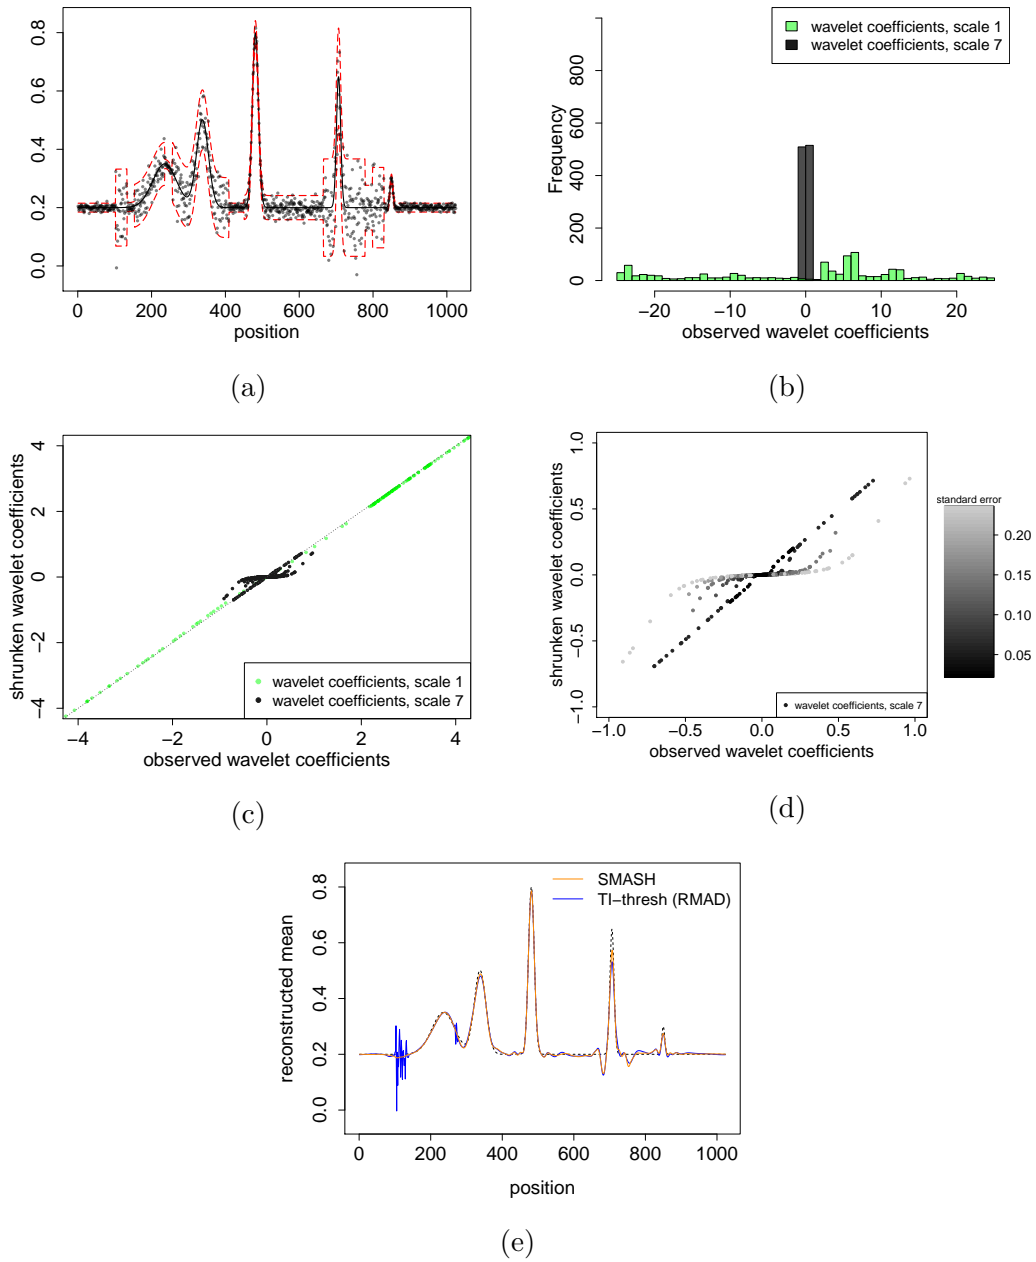 0.0 0.2 0.4 0.6 0.8
0 200 400 600 800 1000
position
(a)
wavelet coefficients, scale 1
wavelet coefficients, scale 7
Frequency
0 200 400 600 800
−20 −10 0 10 20
observed wavelet coefficients
(b)
shrunken wavelet coefficients
−4 −2 0 2 4
wavelet coefficients, scale 1
wavelet coefficients, scale 7
−4 −2 0 2 4
observed wavelet coefficients
(c)
shrunken wavelet coefficients
−1.0 −0.5 0.0 0.5 1.0
wavelet coefficients, scale 7
−1.0 −0.5 0.0 0.5 1.0
observed wavelet coefficients
standard error
0.20
0.15
0.10
0.05
(d)
SMASH
TI−thresh (RMAD)
reconstructed mean
0.0 0.2 0.4 0.6 0.8
0 200 400 600 800 1000
position
(e)